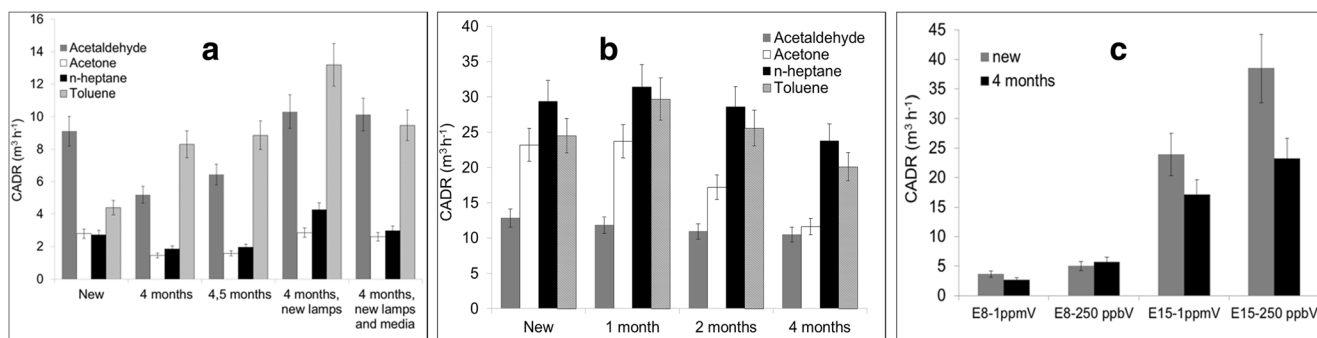 a
CADR (m³ h⁻¹)
16
14
12
10
8
6
4
2
0
Acetaldehyde
Acetone
n-heptane
Toluene
New
4 months
4,5 months
4 months, new lamps
4 months, new lamps and media
b
CADR (m³ h⁻¹)
40
35
30
25
20
15
10
5
0
Acetaldehyde
Acetone
n-heptane
Toluene
New
1 month
2 months
4 months
c
CADR (m³ h⁻¹)
45
40
35
30
25
20
15
10
5
0
new
4 months
E8-1ppmV
E8-250 ppbV
E15-1ppmV
E15-250 ppbV